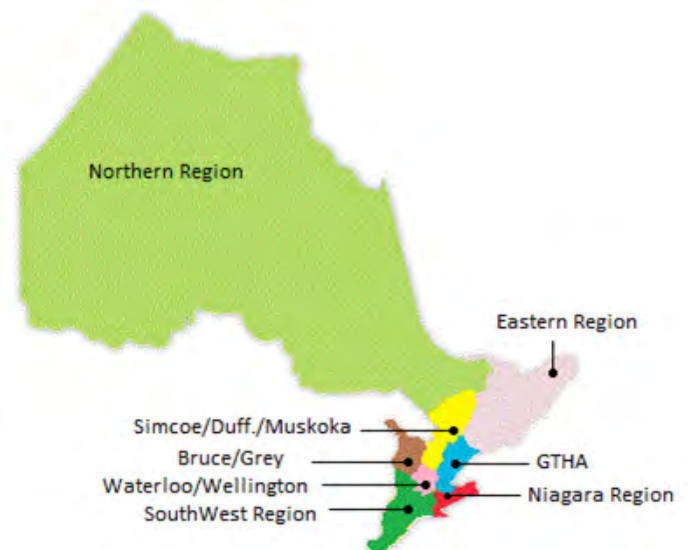 Northern Region
Eastern Region
Simcoe/Duff./Muskoka
Bruce/Grey
GTHA
Waterloo/Wellington
Niagara Region
SouthWest Region